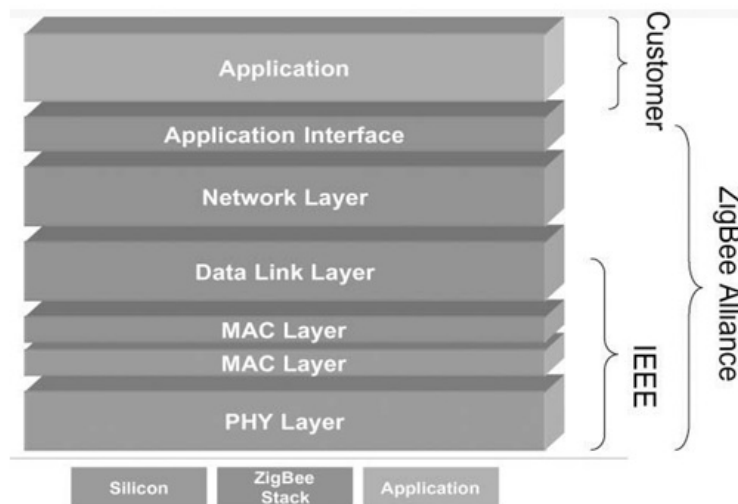 Application
Application Interface
Network Layer
Data Link Layer
MAC Layer
MAC Layer
PHY Layer
Customer
IEEE
ZigBee Alliance
Silicon
ZigBee
Stack
Application